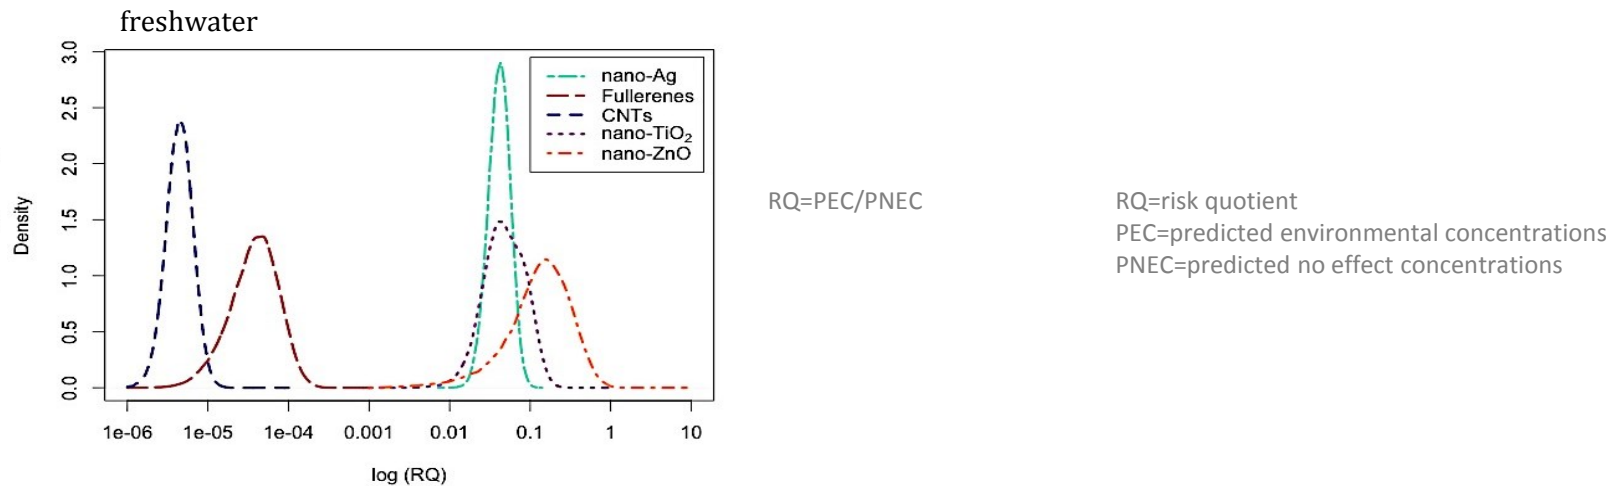 freshwater
3.0
2.5
2.0
1.5
1.0
0.5
0.0
Density
nano-Ag
Fullerenes
CNTs
nano-TiO₂
nano-ZnO
1e-06 1e-05 1e-04 0.001 0.01 0.1 1 10
log (RQ)
RQ=PEC/PNEC
RQ=risk quotient
PEC=predicted environmental concentrations
PNEC=predicted no effect concentrations